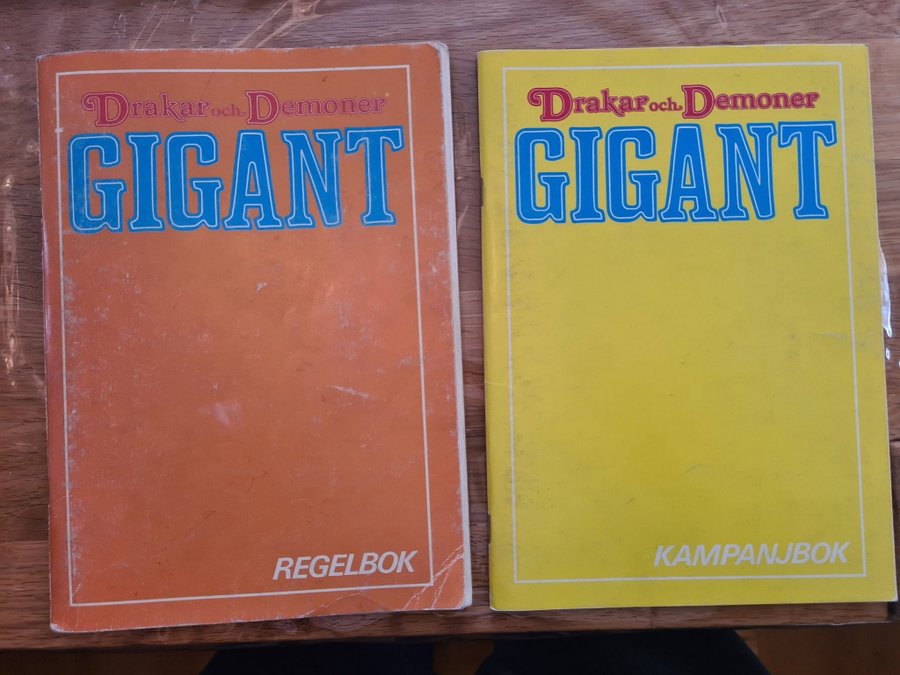 Drakar och Demoner
GIGANT
REGELBOK
Drakar och Demoner
GIGANT
KAMPANJBOK